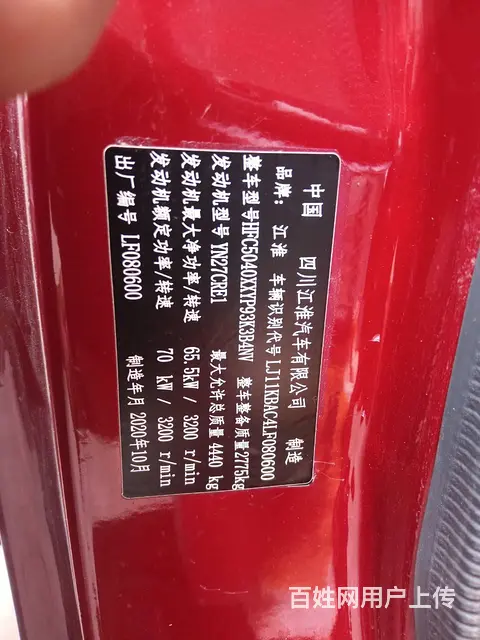 中国 四川江淮汽车有限公司 制造
品牌: 江淮 车辆识别代号 LJ11KBAC4LF080600
整车型号HFC5040XXYP93K3B4NV 整车整备质量2775kg
发动机型号 YN27CRE1 最大允许总质量 4440 kg
发动机最大净功率/转速 65.5kW / 3200 r/min
发动机额定功率/转速 70 kW / 3200 r/min
出厂编号 LF080600 制造年月 2020年10月
百姓网用户上传